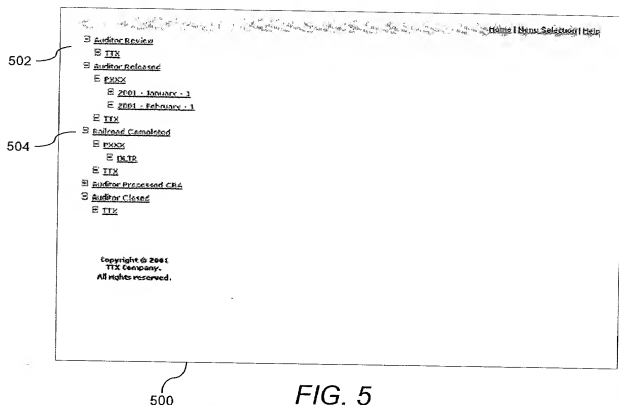 Home | Menu Selection | Help
502
Auditor Review
TTX
Auditor Released
PXXX
2001 - January - 1
2001 - February - 1
TTX
504
Railroad Completed
PXXX
DLTR
TTX
Auditor Processed CBA
Auditor Closed
TTX
Copyright © 2001
TTX Company.
All rights reserved.
500
FIG. 5